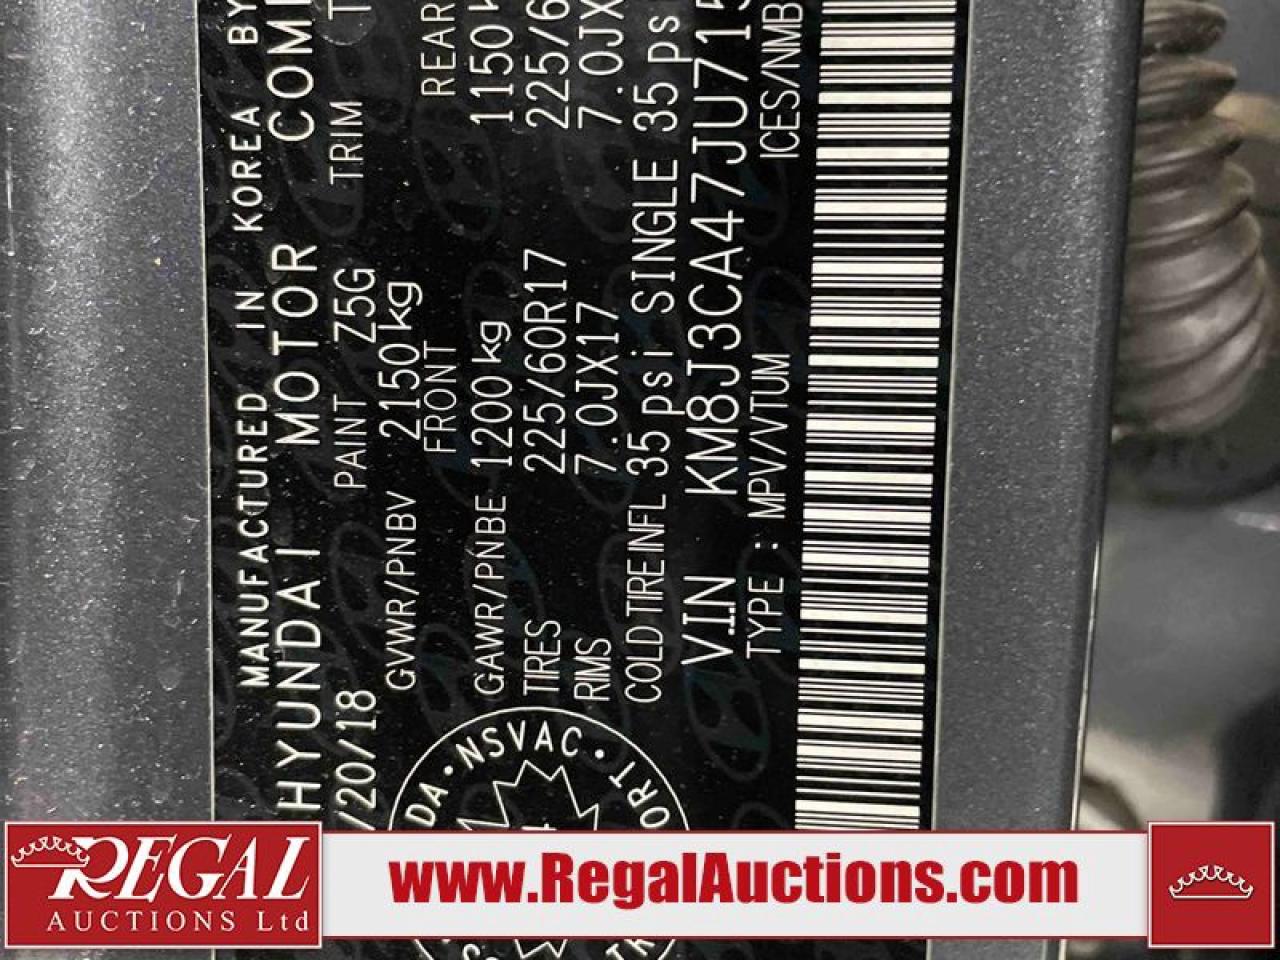 MANUFACTURED IN KOREA BY
HYUNDAI MOTOR
/20/18 PAINT Z5G TRIM
GVWR/PNBV 2150kg
FRONT REAR
GAWR/PNBE 1200kg 1150
TIRES 225/60R17 225/6
RIMS 7.0JX17 7.0JX
COLD TIRE INFL 35 psi SINGLE 35 ps
V.I.N KM8J3CA47JU715
TYPE : MPV/VTUM ICES/NMB
NSVAC
REGAL
AUCTIONS Ltd
www.RegalAuctions.com